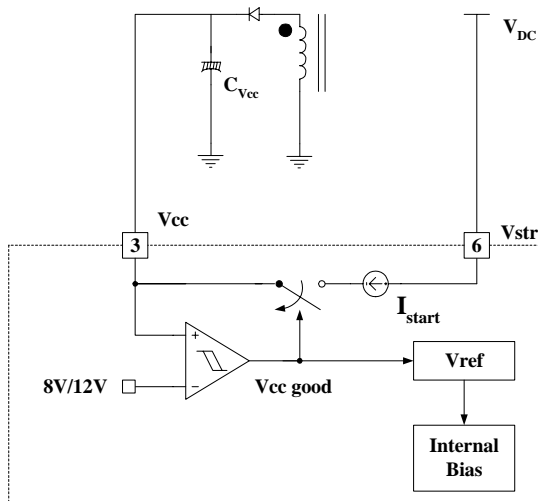 V_DC
C_Vcc
Vcc
Vstr
3
6
I_start
+
Vref
8V/12V
−
Vcc good
Internal
Bias